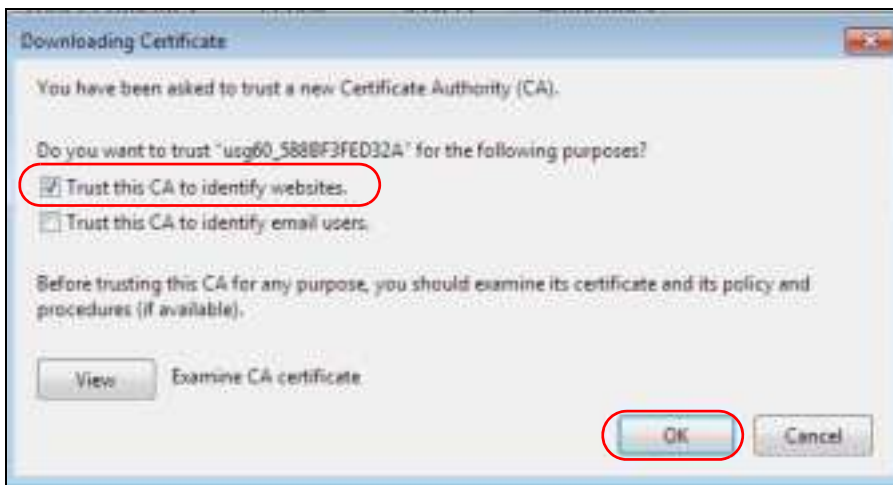 Downloading Certificate
You have been asked to trust a new Certificate Authority (CA).
Do you want to trust "usg60_588BF3FED32A" for the following purposes?
Trust this CA to identify websites.
Trust this CA to identify email users.
Before trusting this CA for any purpose, you should examine its certificate and its policy and
procedures (if available).
View Examine CA certificate
OK Cancel